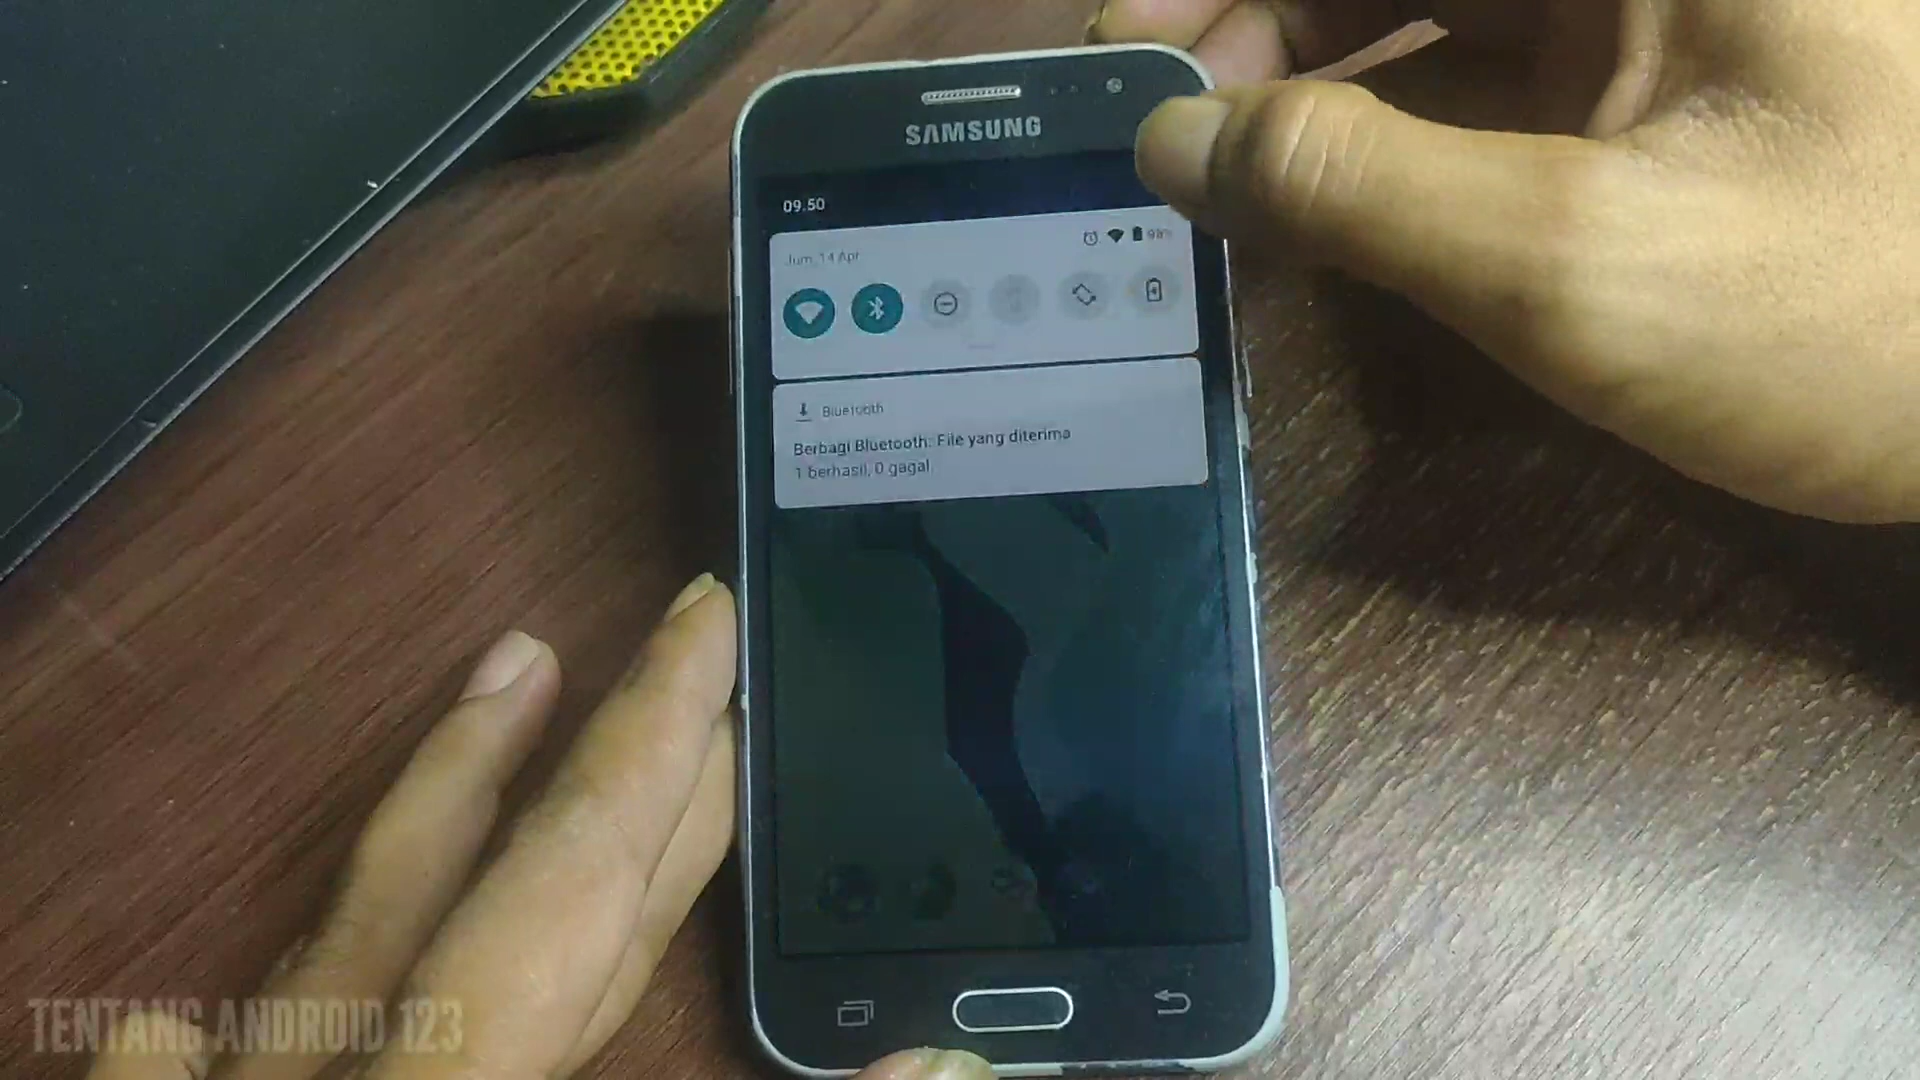 SAMSUNG
09.50
98%
Jum, 14 Apr
Bluetooth
Berbagi Bluetooth: File yang diterima
1 berhasil, 0 gagal
TENTANG ANDROID 123